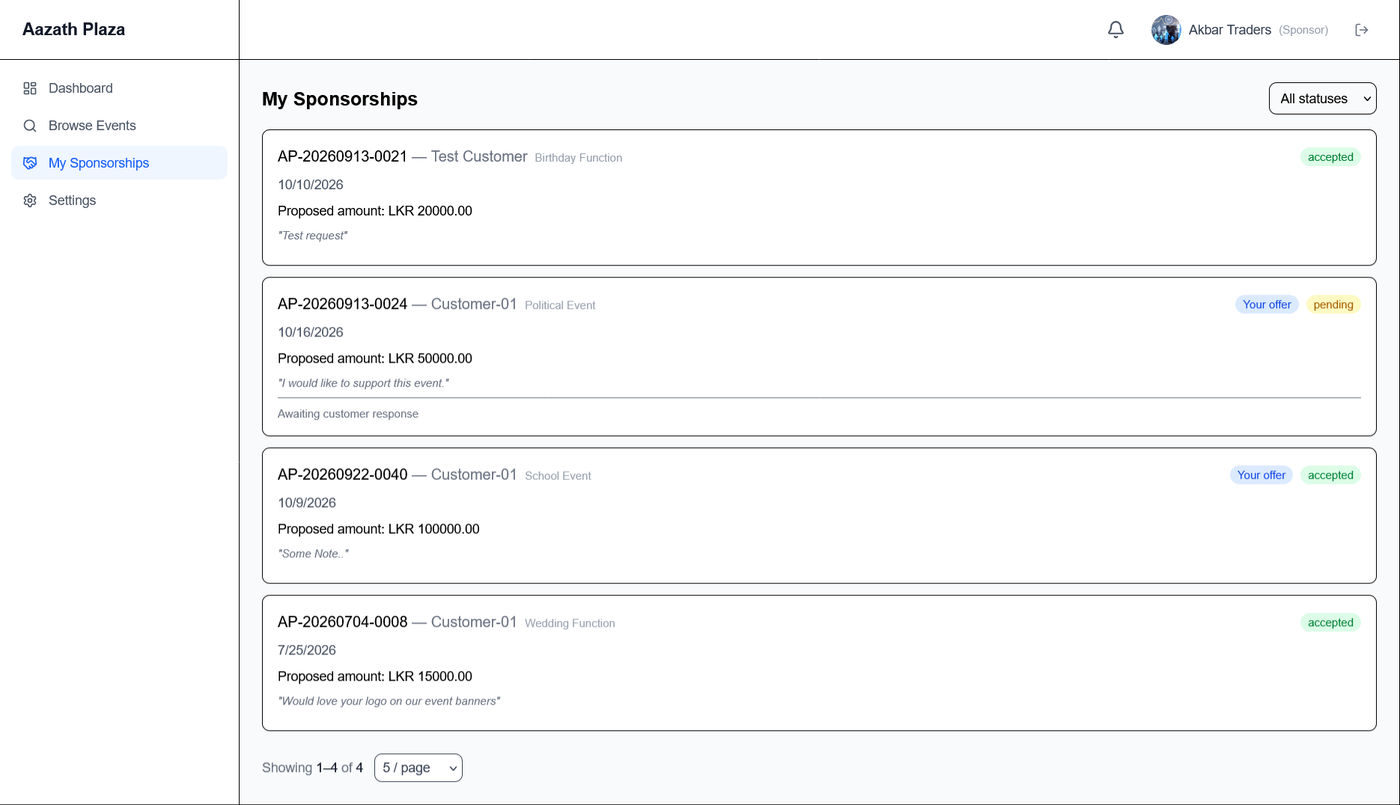 Aazath Plaza
Akbar Traders (Sponsor)
Dashboard
Browse Events
My Sponsorships
Settings
My Sponsorships
All statuses
AP-20260913-0021 — Test Customer Birthday Function accepted
10/10/2026
Proposed amount: LKR 20000.00
"Test request"
AP-20260913-0024 — Customer-01 Political Event Your offer pending
10/16/2026
Proposed amount: LKR 50000.00
"I would like to support this event."
Awaiting customer response
AP-20260922-0040 — Customer-01 School Event Your offer accepted
10/9/2026
Proposed amount: LKR 100000.00
"Some Note.."
AP-20260704-0008 — Customer-01 Wedding Function accepted
7/25/2026
Proposed amount: LKR 15000.00
"Would love your logo on our event banners"
Showing 1–4 of 4 5 / page